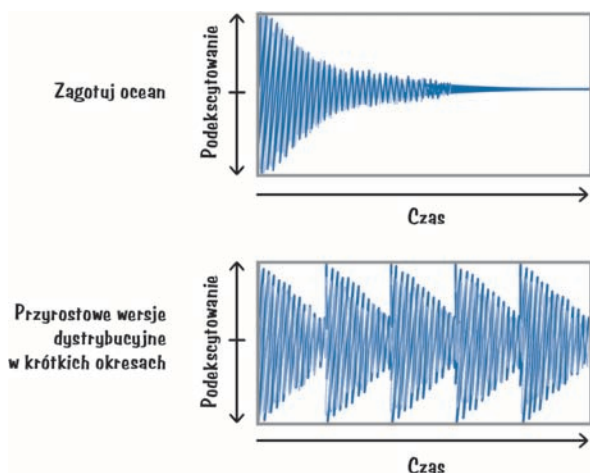 Zagotuj ocean
Podekscytowanie
Czas
Przyrostowe wersje
dystrybucyjne
w krótkich okresach
Podekscytowanie
Czas